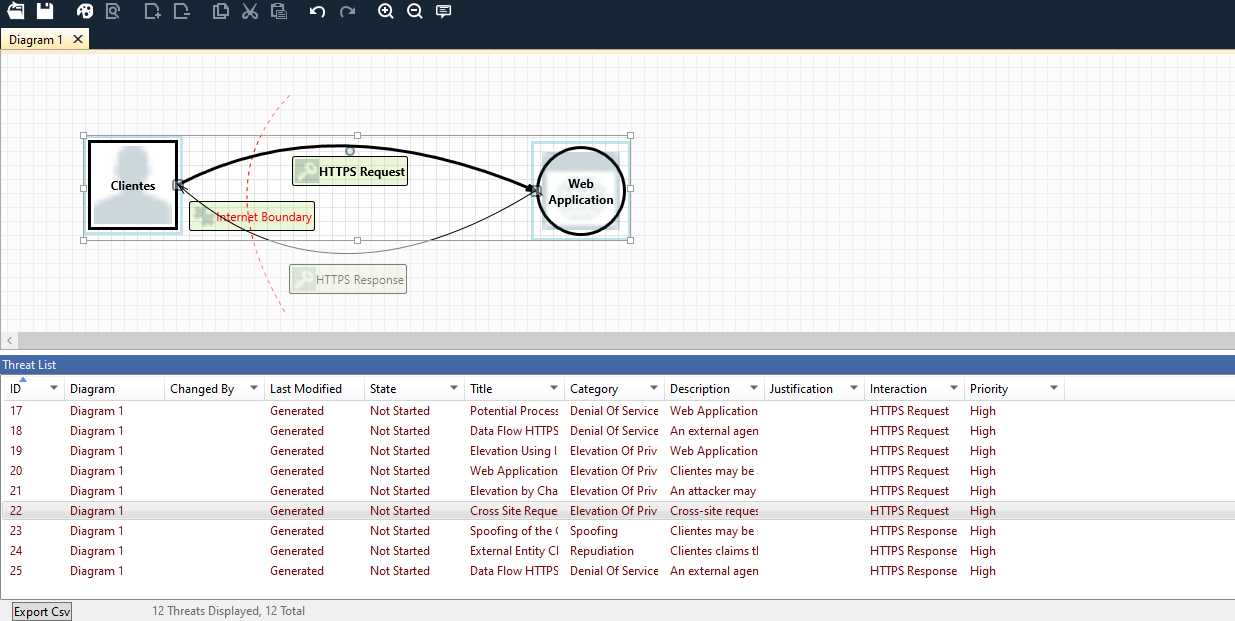 Diagram 1
Clientes
HTTPS Request
Internet Boundary
Web
Application
HTTPS Response
Threat List
ID Diagram Changed By Last Modified State Title Category Description Justification Interaction Priority
17 Diagram 1 Generated Not Started Potential Process Denial Of Service Web Application HTTPS Request High
18 Diagram 1 Generated Not Started Data Flow HTTPS Denial Of Service An external agen HTTPS Request High
19 Diagram 1 Generated Not Started Elevation Using I Elevation Of Priv Web Application HTTPS Request High
20 Diagram 1 Generated Not Started Web Application Elevation Of Priv Clientes may be HTTPS Request High
21 Diagram 1 Generated Not Started Elevation by Cha Elevation Of Priv An attacker may HTTPS Request High
22 Diagram 1 Generated Not Started Cross Site Reque Elevation Of Priv Cross-site reques HTTPS Request High
23 Diagram 1 Generated Not Started Spoofing of the Spoofing Clientes may be HTTPS Response High
24 Diagram 1 Generated Not Started External Entity Cl Repudiation Clientes claims th HTTPS Response High
25 Diagram 1 Generated Not Started Data Flow HTTPS Denial Of Service An external agen HTTPS Response High
Export Csv 12 Threats Displayed, 12 Total